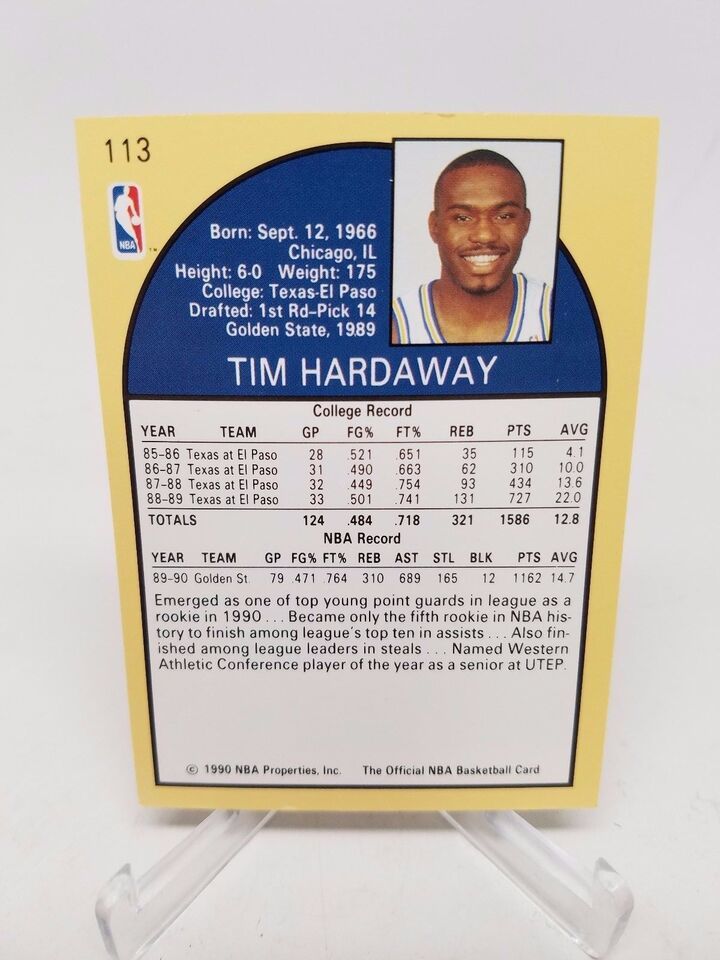 113
NBA
TM
Born: Sept. 12, 1966
Chicago, IL
Height: 6-0 Weight: 175
College: Texas-El Paso
Drafted: 1st Rd-Pick 14
Golden State, 1989
TIM HARDAWAY
College Record
YEAR TEAM GP FG% FT% REB PTS AVG
85-86 Texas at El Paso 28 .521 .651 35 115 4.1
86-87 Texas at El Paso 31 .490 .663 62 310 10.0
87-88 Texas at El Paso 32 .449 .754 93 434 13.6
88-89 Texas at El Paso 33 .501 .741 131 727 22.0
TOTALS 124 .484 .718 321 1586 12.8
NBA Record
YEAR TEAM GP FG% FT% REB AST STL BLK PTS AVG
89-90 Golden St. 79 .471 .764 310 689 165 12 1162 14.7
Emerged as one of top young point guards in league as a
rookie in 1990 . . . Became only the fifth rookie in NBA his-
tory to finish among league's top ten in assists . . . Also fin-
ished among league leaders in steals . . . Named Western
Athletic Conference player of the year as a senior at UTEP.
© 1990 NBA Properties, Inc. The Official NBA Basketball Card